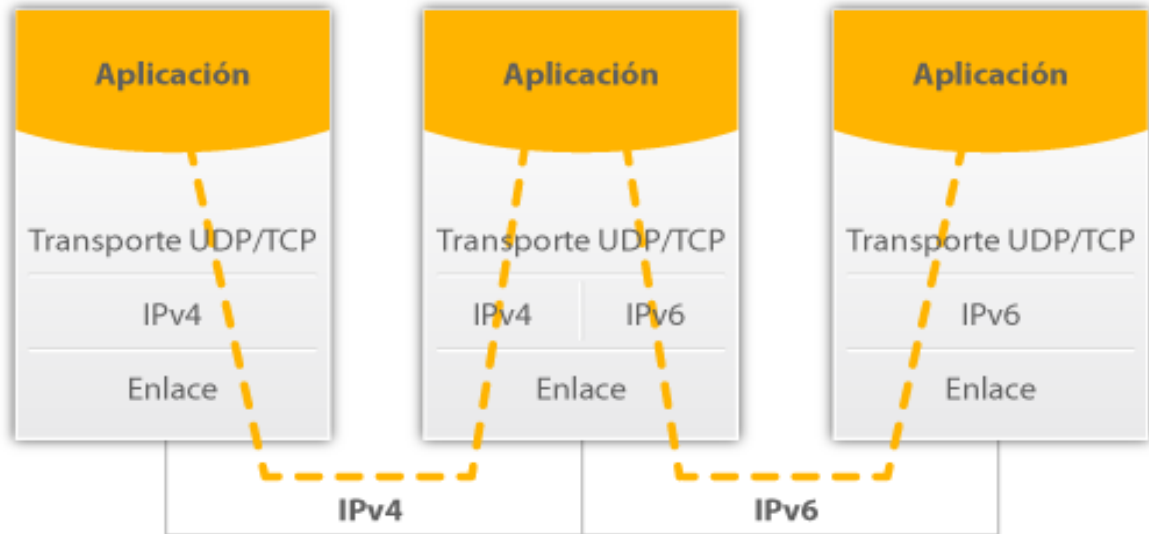 Aplicación
Transporte UDP/TCP
IPv4
Enlace
Aplicación
Transporte UDP/TCP
IPv4 IPv6
Enlace
Aplicación
Transporte UDP/TCP
IPv6
Enlace
IPv4
IPv6